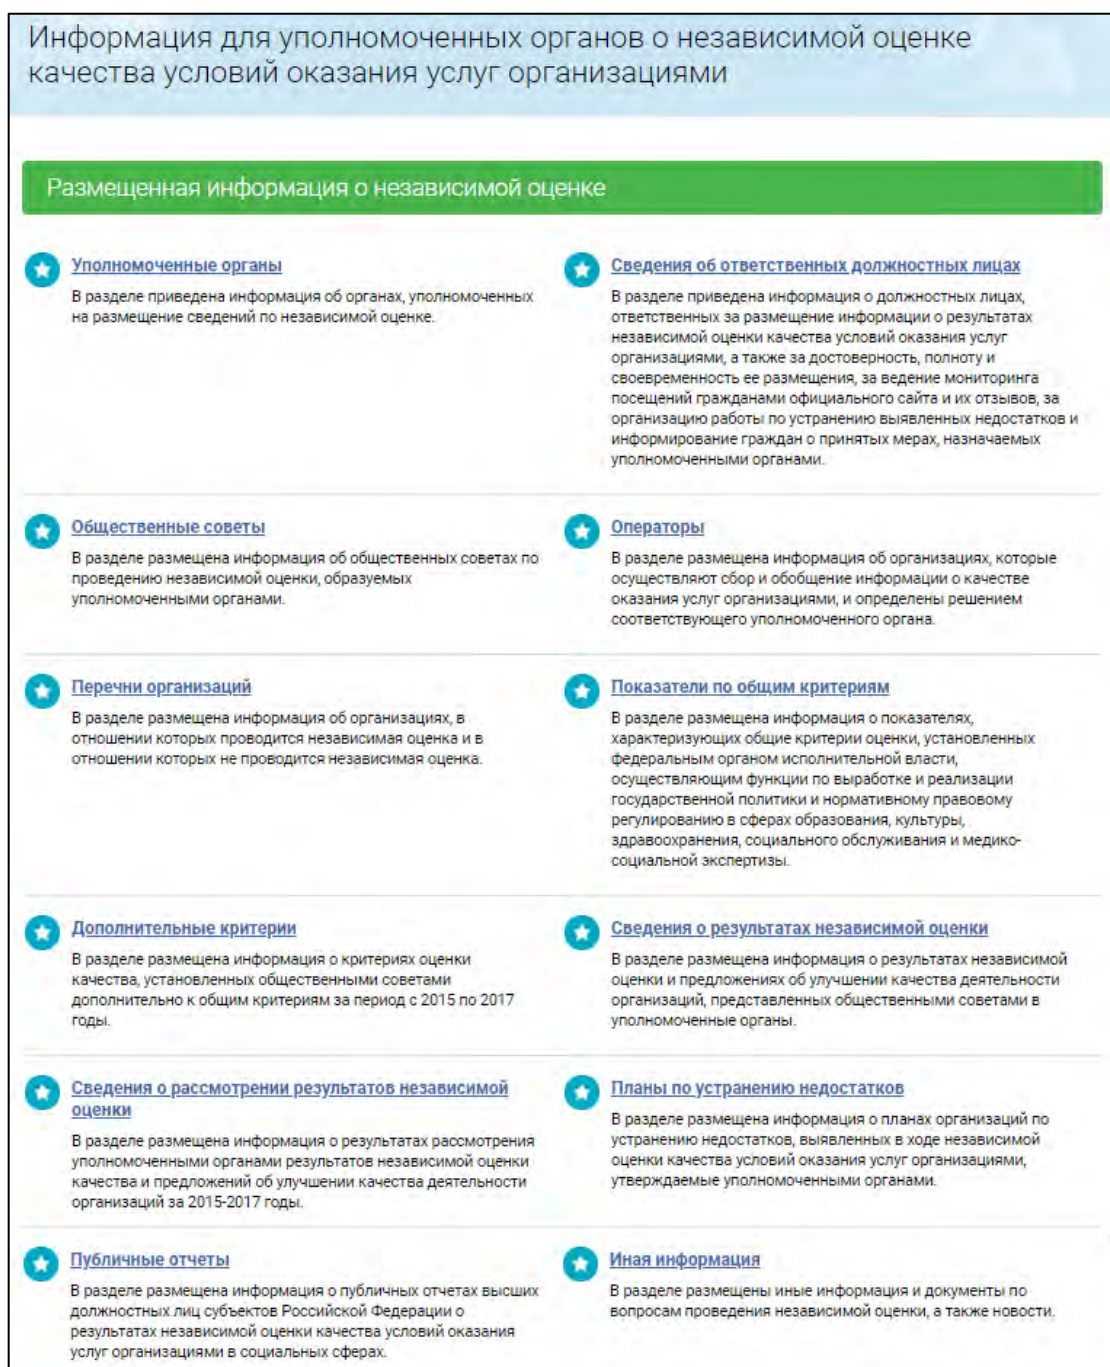 Информация для уполномоченных органов о независимой оценке
качества условий оказания услуг организациями
Размещенная информация о независимой оценке
Уполномоченные органы
В разделе приведена информация об органах, уполномоченных
на размещение сведений по независимой оценке.
Сведения об ответственных должностных лицах
В разделе приведена информация о должностных лицах,
ответственных за размещение информации о результатах
независимой оценки качества условий оказания услуг
организациями, а также за достоверность, полноту и
своевременность ее размещения, за ведение мониторинга
посещений гражданами официального сайта и их отзывов, за
организацию работы по устранению выявленных недостатков и
информирование граждан о принятых мерах, назначаемых
уполномоченными органами.
Общественные советы
В разделе размещена информация об общественных советах по
проведению независимой оценки, образуемых
уполномоченными органами.
Операторы
В разделе размещена информация об организациях, которые
осуществляют сбор и обобщение информации о качестве
оказания услуг организациями, и определены решением
соответствующего уполномоченного органа.
Перечни организаций
В разделе размещена информация об организациях, в
отношении которых проводится независимая оценка и в
отношении которых не проводится независимая оценка.
Показатели по общим критериям
В разделе размещена информация о показателях,
характеризующих общие критерии оценки, установленных
федеральным органом исполнительной власти,
осуществляющим функции по выработке и реализации
государственной политики и нормативному правовому
регулированию в сферах образования, культуры,
здравоохранения, социального обслуживания и медико-
социальной экспертизы.
Дополнительные критерии
В разделе размещена информация о критериях оценки
качества, установленных общественными советами
дополнительно к общим критериям за период с 2015 по 2017
годы.
Сведения о результатах независимой оценки
В разделе размещена информация о результатах независимой
оценки и предложениях об улучшении качества деятельности
организаций, представленных общественными советами в
уполномоченные органы.
Сведения о рассмотрении результатов независимой
оценки
В разделе размещена информация о результатах рассмотрения
уполномоченными органами результатов независимой оценки
качества и предложений об улучшении качества деятельности
организаций за 2015-2017 годы.
Планы по устранению недостатков
В разделе размещена информация о планах организаций по
устранению недостатков, выявленных в ходе независимой
оценки качества условий оказания услуг организациями,
утверждаемые уполномоченными органами.
Публичные отчеты
В разделе размещена информация о публичных отчетах высших
должностных лиц субъектов Российской Федерации о
результатах независимой оценки качества условий оказания
услуг организациями в социальных сферах.
Иная информация
В разделе размещены иные информация и документы по
вопросам проведения независимой оценки, а также новости.